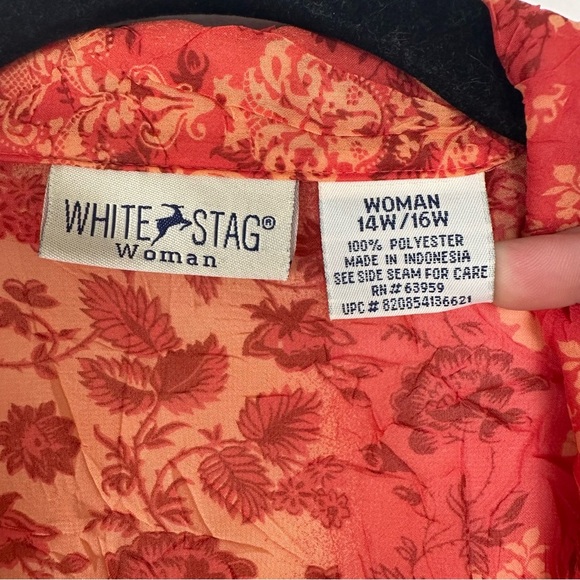 WHITE STAG®
Woman
WOMAN
14W/16W
100% POLYESTER
MADE IN INDONESIA
SEE SIDE SEAM FOR CARE
RN# 63959
UPC# 820854136621